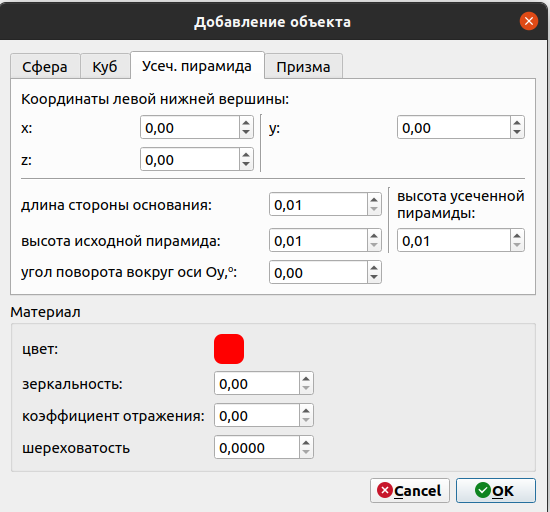 Добавление объекта
Сфера Куб Усеч. пирамида Призма
Координаты левой нижней вершины:
x: 0,00 y: 0,00
z: 0,00
длина стороны основания: 0,01
высота усеченной
пирамиды:
высота исходной пирамида: 0,01 0,01
угол поворота вокруг оси Oy,º: 0,00
Материал
цвет:
зеркальность: 0,00
коэффициент отражения: 0,00
шереховатость 0,0000
Cancel OK